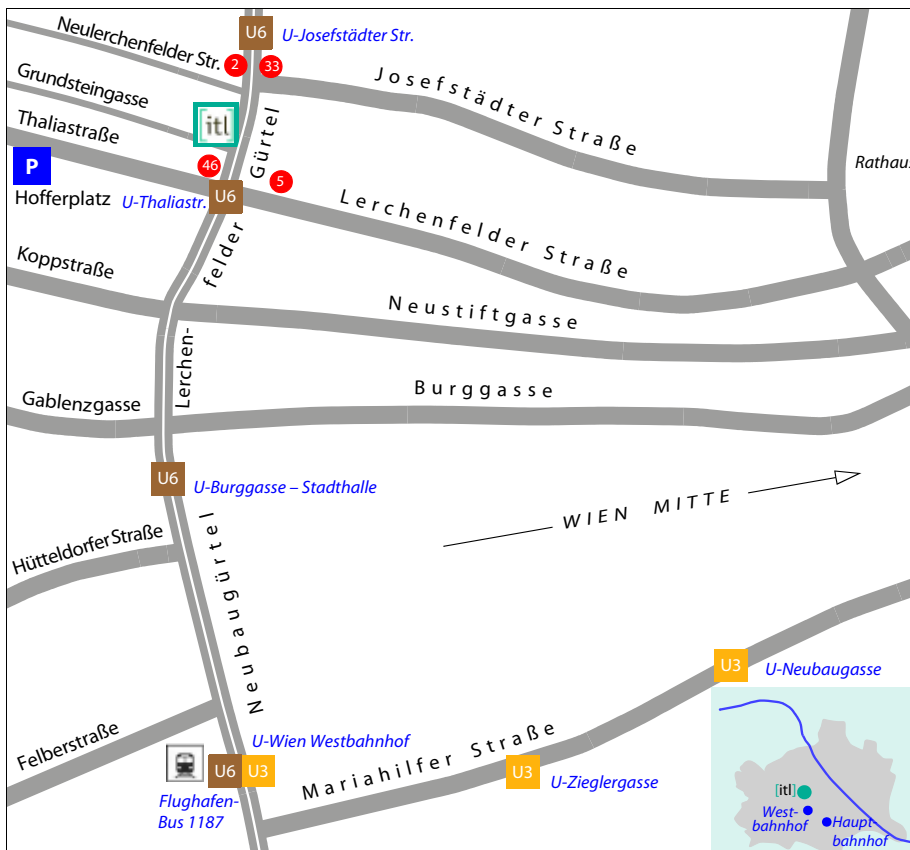 U6
U-Josefstädter Str.
Neulerchenfelder Str.
2
33
Josefstädter Straße
Grundsteingasse
[itl]
Gürtel
Thaliastraße
P
46
5
Rathaus
Hofferplatz
U-Thaliastr.
U6
Lerchenfelder Straße
felder
Koppstraße
Neustiftgasse
Lerchen-
Gablenzgasse
Burggasse
U6
U-Burggasse – Stadthalle
WIEN MITTE
Hütteldorfer Straße
Neubaugürtel
U3
U-Neubaugasse
Felberstraße
U-Wien Westbahnhof
U6
U3
Mariahilfer Straße
U3
U-Zieglergasse
Flughafen-
Bus 1187
[itl]
West-
bahnhof
Haupt-
bahnhof